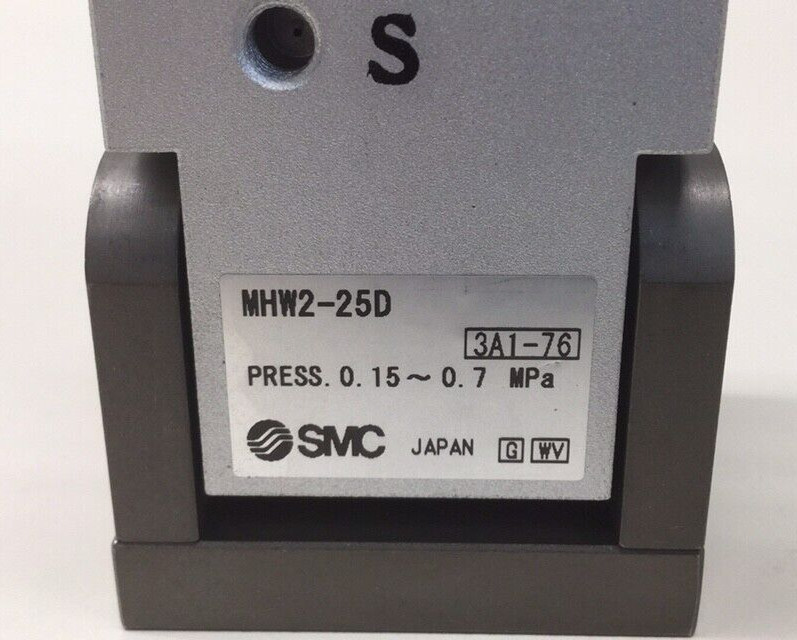 S
MHW2-25D
3A1-76
PRESS. 0.15~0.7 MPa
SMC JAPAN G WV